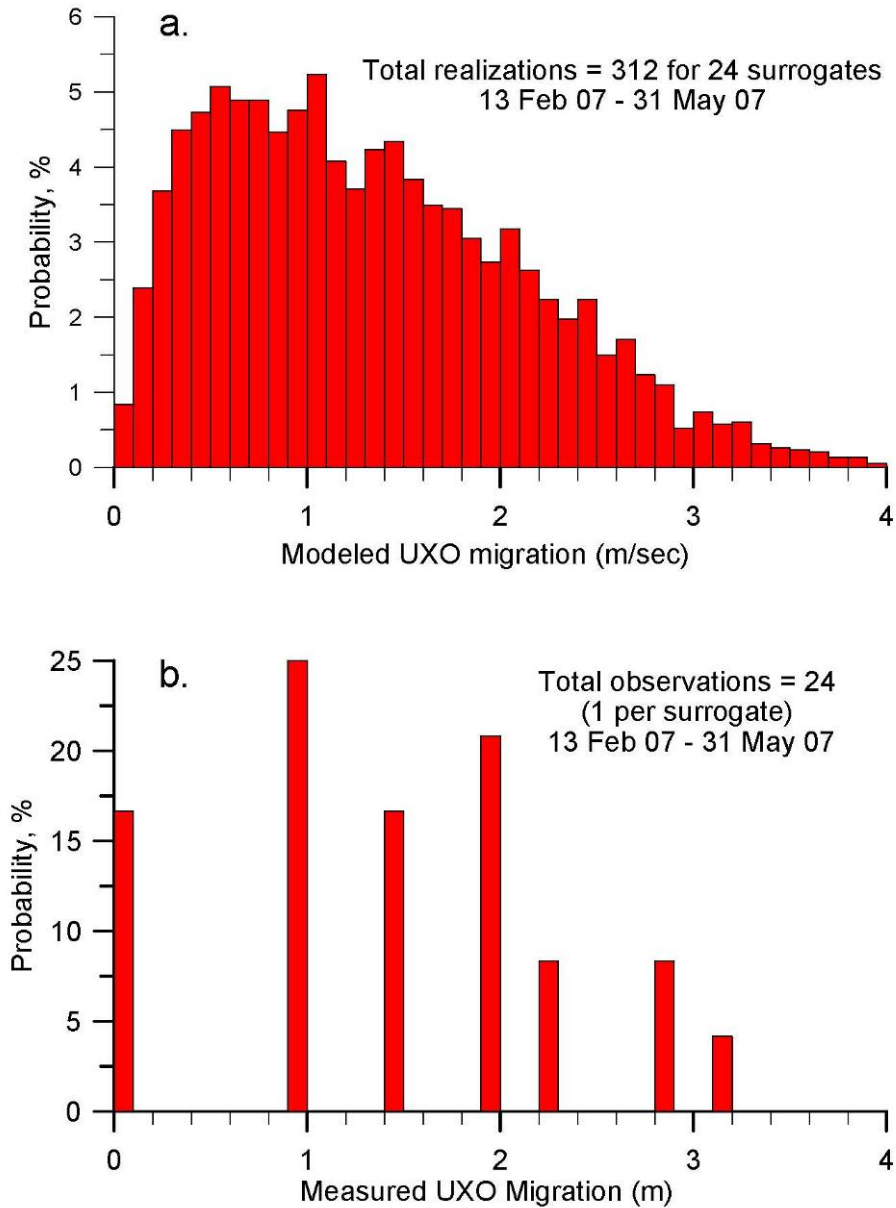 a.
Total realizations = 312 for 24 surrogates
13 Feb 07 - 31 May 07
Probability, %
6
5
4
3
2
1
0
0 1 2 3 4
Modeled UXO migration (m/sec)
b.
Total observations = 24
(1 per surrogate)
13 Feb 07 - 31 May 07
Probability, %
25
20
15
10
5
0
0 1 2 3 4
Measured UXO Migration (m)